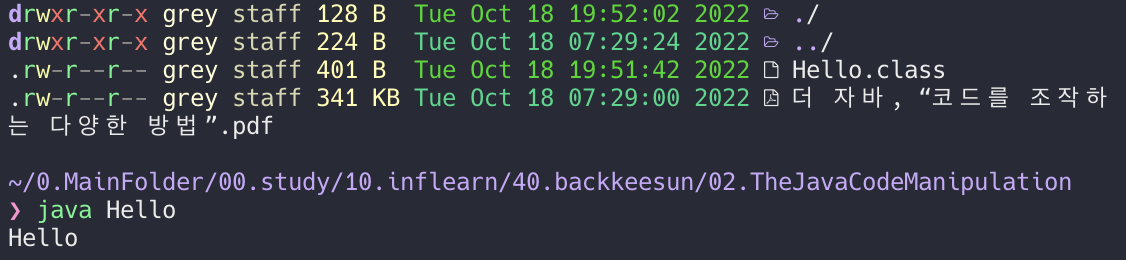 drwxr-xr-x grey staff 128 B  Tue Oct 18 19:52:02 2022 ./
drwxr-xr-x grey staff 224 B  Tue Oct 18 07:29:24 2022 ../
.rw-r--r-- grey staff 401 B  Tue Oct 18 19:51:42 2022 Hello.class
.rw-r--r-- grey staff 341 KB Tue Oct 18 07:29:00 2022 더 자바, “코드를 조작하
는 다양한 방법”.pdf
~/0.MainFolder/00.study/10.inflearn/40.backkeesun/02.TheJavaCodeManipulation
❯ java Hello
Hello